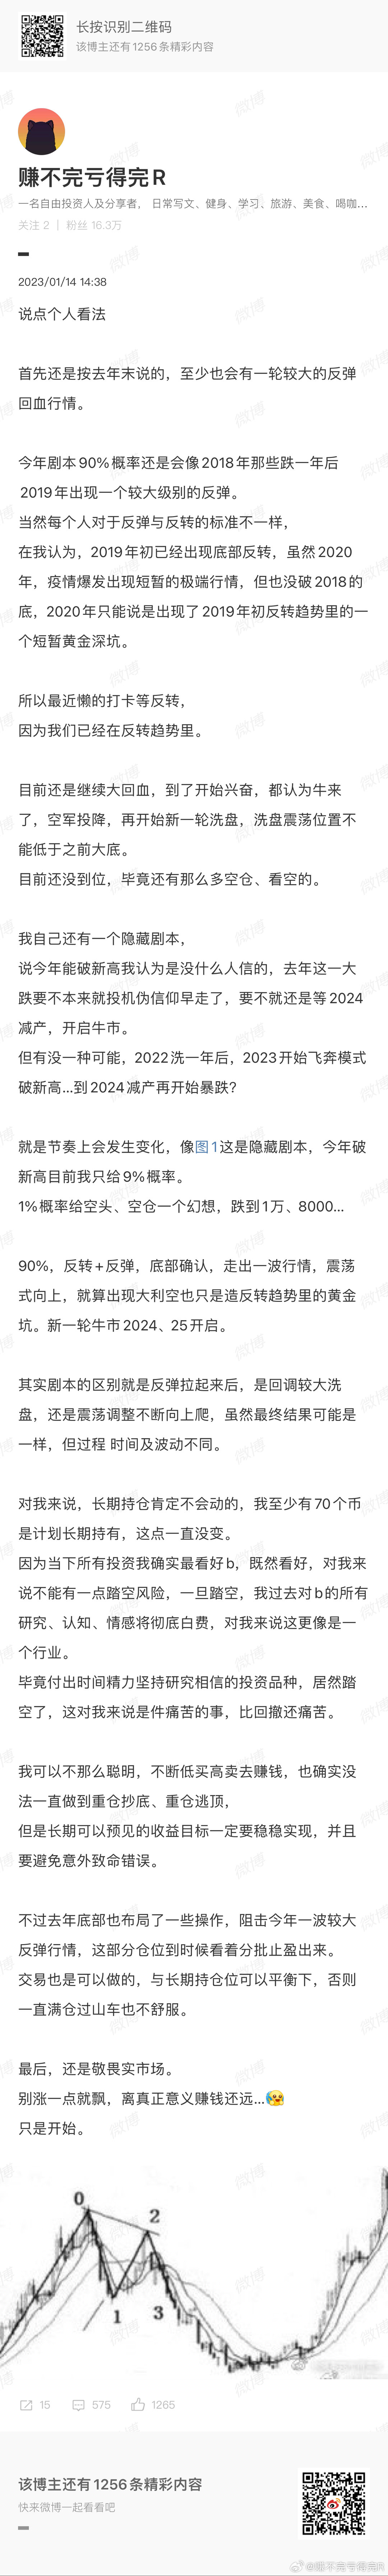 长按识别二维码
该博主还有1256条精彩内容
赚不完亏得完R
一名自由投资人及分享者， 日常写文、健身、学习、旅游、美食、喝咖...
关注 2 | 粉丝 16.3万
2023/01/14 14:38
说点个人看法
首先还是按去年末说的，至少也会有一轮较大的反弹
回血行情。
今年剧本90%概率还是会像2018年那些跌一年后
2019年出现一个较大级别的反弹。
当然每个人对于反弹与反转的标准不一样，
在我认为，2019年初已经出现底部反转，虽然2020
年，疫情爆发出现短暂的极端行情，但也没破2018的
底，2020年只能说是出现了2019年初反转趋势里的一
个短暂黄金深坑。
所以最近懒的打卡等反转，
因为我们已经在反转趋势里。
目前还是继续大回血，到了开始兴奋，都认为牛来
了，空军投降，再开始新一轮洗盘，洗盘震荡位置不
能低于之前大底。
目前还没到位，毕竟还有那么多空仓、看空的。
我自己还有一个隐藏剧本，
说今年能破新高我认为是没什么人信的，去年这一大
跌要不本来就投机伪信仰早走了，要不就还是等2024
减产，开启牛市。
但有没一种可能，2022洗一年后，2023开始飞奔模式
破新高...到2024减产再开始暴跌？
就是节奏上会发生变化，像图1这是隐藏剧本，今年破
新高目前我只给9%概率。
1%概率给空头、空仓一个幻想，跌到1万、8000...
90%，反转+反弹，底部确认，走出一波行情，震荡
式向上，就算出现大利空也只是造反转趋势里的黄金
坑。新一轮牛市2024、25开启。
其实剧本的区别就是反弹拉起来后，是回调较大洗
盘，还是震荡调整不断向上爬，虽然最终结果可能是
一样，但过程 时间及波动不同。
对我来说，长期持仓肯定不会动的，我至少有70个币
是计划长期持有，这点一直没变。
因为当下所有投资我确实最看好b，既然看好，对我来
说不能有一点踏空风险，一旦踏空，我过去对b的所有
研究、认知、情感将彻底白费，对我来说这更像是一
个行业。
毕竟付出时间精力坚持研究相信的投资品种，居然踏
空了，这对我来说是件痛苦的事，比回撤还痛苦。
我可以不那么聪明，不断低买高卖去赚钱，也确实没
法一直做到重仓抄底、重仓逃顶，
但是长期可以预见的收益目标一定要稳稳实现，并且
要避免意外致命错误。
不过去年底部也布局了一些操作，阻击今年一波较大
反弹行情，这部分仓位到时候看着分批止盈出来。
交易也是可以做的，与长期持仓位可以平衡下，否则
一直满仓过山车也不舒服。
最后，还是敬畏实市场。
别涨一点就飘，离真正意义赚钱还远...
只是开始。
0
2
1
3
15 575 1265
该博主还有1256条精彩内容
快来微博一起看看吧
@赚不完亏得完R